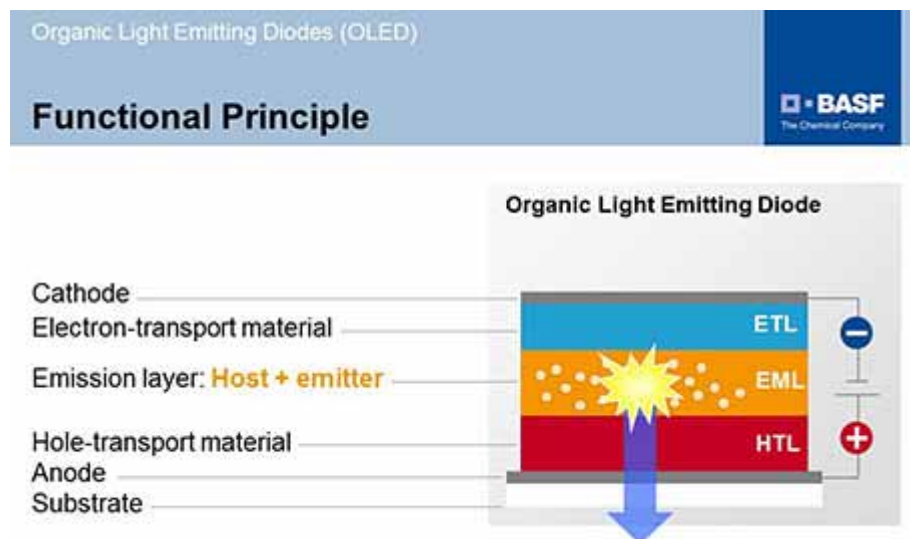 Organic Light Emitting Diodes (OLED)
Functional Principle
BASF
The Chemical Company
Organic Light Emitting Diode
Cathode
Electron-transport material
Emission layer: Host + emitter
Hole-transport material
Anode
Substrate
ETL
EML
HTL